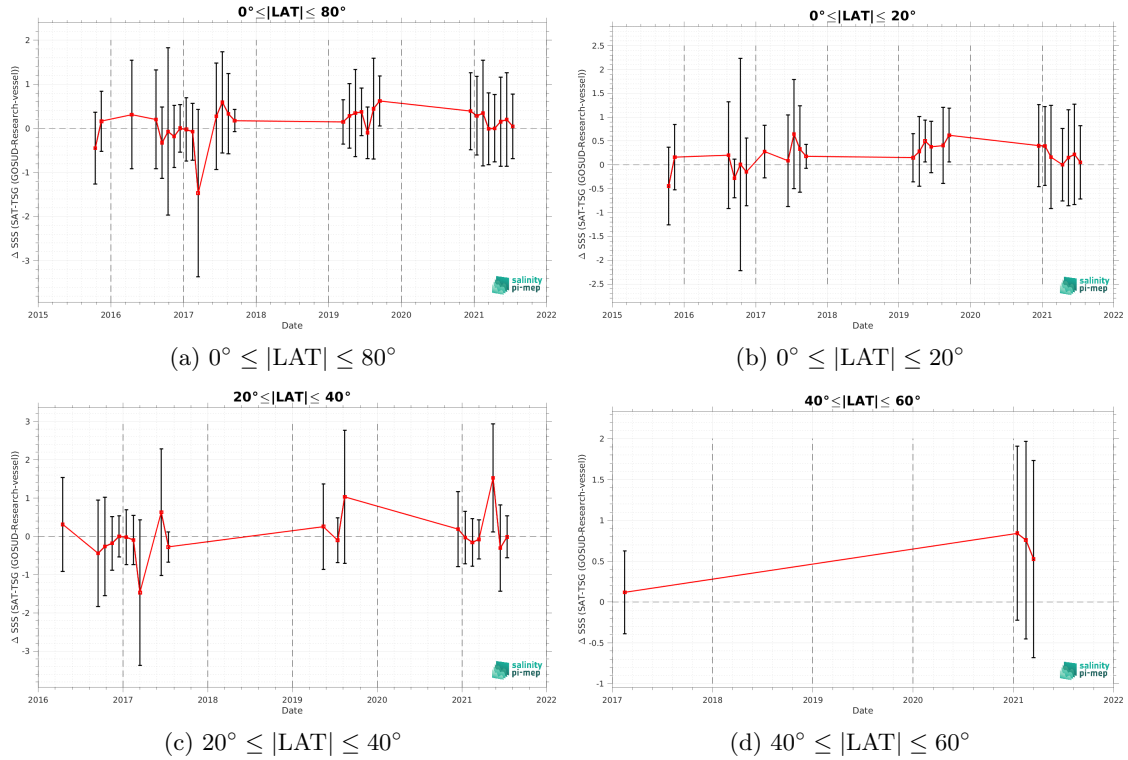 0°≤|LAT|≤ 80°
Δ SSS (SAT-TSG (GOSUD-Research-vessel))
2
1
0
-1
-2
-3
2015 2016 2017 2018 2019 2020 2021 2022
Date
salinity
pi-mep
(a) 0° ≤ |LAT| ≤ 80°
0°≤|LAT|≤ 20°
Δ SSS (SAT-TSG (GOSUD-Research-vessel))
2.5
2
1.5
1
0.5
0
-0.5
-1
-1.5
-2
-2.5
2015 2016 2017 2018 2019 2020 2021 2022
Date
salinity
pi-mep
(b) 0° ≤ |LAT| ≤ 20°
20°≤|LAT|≤ 40°
Δ SSS (SAT-TSG (GOSUD-Research-vessel))
3
2
1
0
-1
-2
-3
2016 2017 2018 2019 2020 2021 2022
Date
salinity
pi-mep
(c) 20° ≤ |LAT| ≤ 40°
40°≤|LAT|≤ 60°
Δ SSS (SAT-TSG (GOSUD-Research-vessel))
2
1.5
1
0.5
0
-0.5
-1
2017 2018 2019 2020 2021 2022
Date
salinity
pi-mep
(d) 40° ≤ |LAT| ≤ 60°